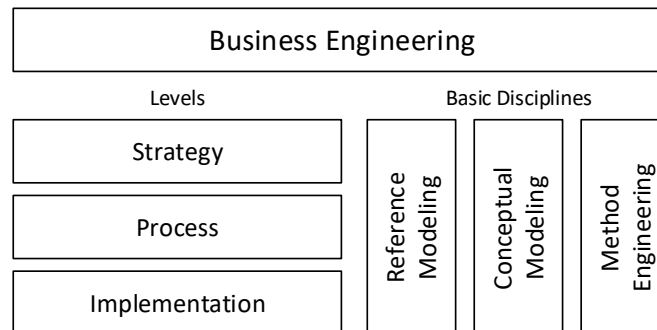 Business Engineering
Levels
Basic Disciplines
Strategy
Process
Implementation
Reference
Modeling
Conceptual
Modeling
Method
Engineering